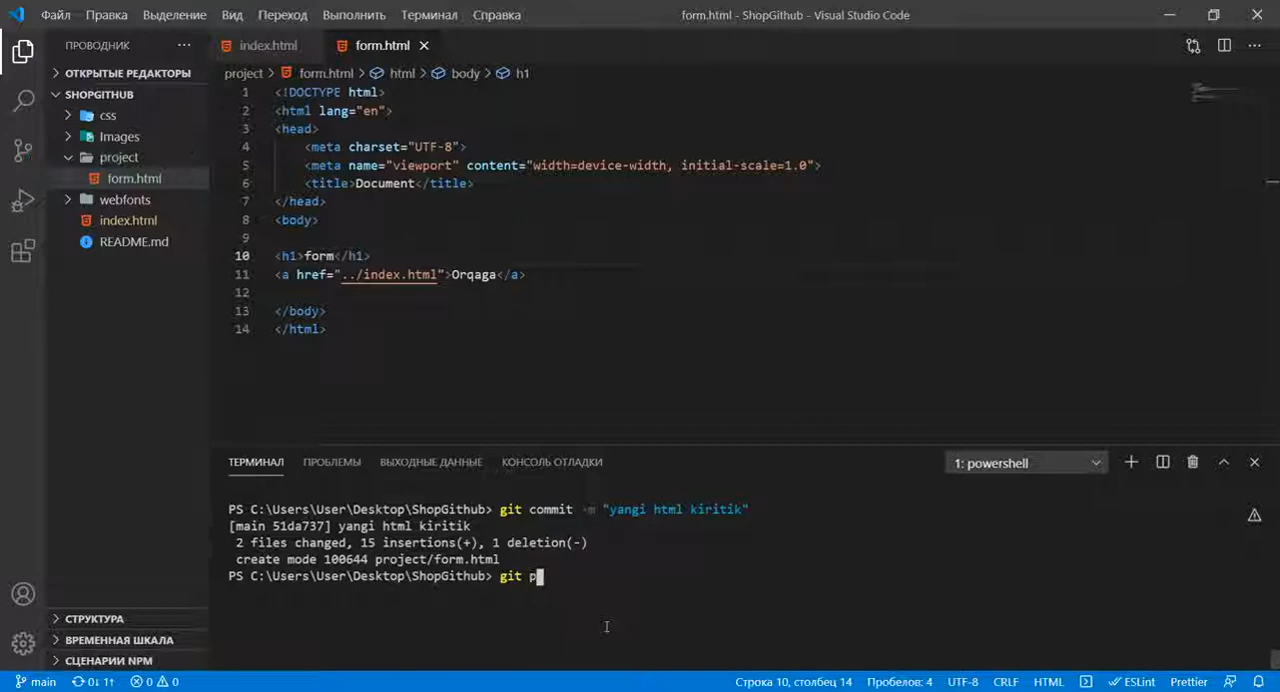 Файл Правка Выделение Вид Переход Выполнить Терминал Справка form.html - ShopGithub - Visual Studio Code
ПРОВОДНИК
ОТКРЫТЫЕ РЕДАКТОРЫ
SHOPGITHUB
css
Images
project
form.html
webfonts
index.html
README.md
СТРУКТУРА
ВРЕМЕННАЯ ШКАЛА
СЦЕНАРИИ NPM
index.html form.html
project > form.html > html > body > h1
1 <!DOCTYPE html>
2 <html lang="en">
3 <head>
4 <meta charset="UTF-8">
5 <meta name="viewport" content="width=device-width, initial-scale=1.0">
6 <title>Document</title>
7 </head>
8 <body>
9
10 <h1>form</h1>
11 <a href="../index.html">Orqaga</a>
12
13 </body>
14 </html>
ТЕРМИНАЛ ПРОБЛЕМЫ ВЫХОДНЫЕ ДАННЫЕ КОНСОЛЬ ОТЛАДКИ 1: powershell
PS C:\Users\User\Desktop\ShopGithub> git commit -m "yangi html kiritik"
[main 51da737] yangi html kiritik
2 files changed, 15 insertions(+), 1 deletion(-)
create mode 100644 project/form.html
PS C:\Users\User\Desktop\ShopGithub> git p
main 0↓ 1↑ 0 0 Строка 10, столбец 14 Пробелов: 4 UTF-8 CRLF HTML ESLint Prettier